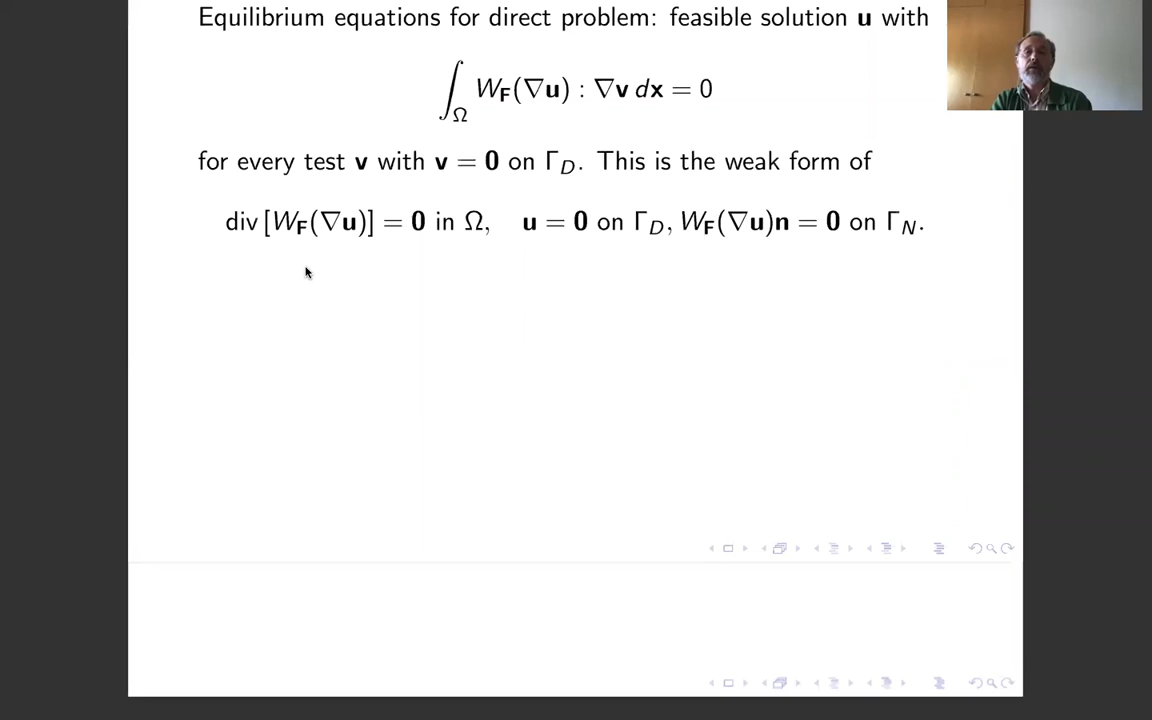 Equilibrium equations for direct problem: feasible solution u with
∫_Ω W_F(∇u) : ∇v dx = 0
for every test v with v = 0 on Γ_D. This is the weak form of
div [W_F(∇u)] = 0 in Ω, u = 0 on Γ_D, W_F(∇u)n = 0 on Γ_N.